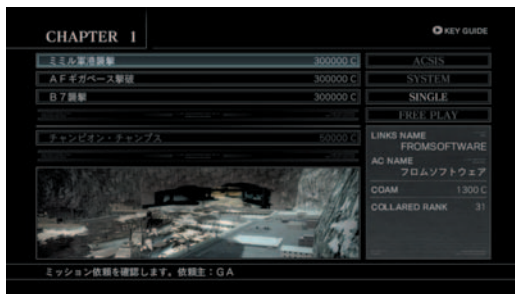 CHAPTER 1
KEY GUIDE
ミミル軍港襲撃 300000 C
AFギガベース撃破 300000 C
B7襲撃 300000 C
チャンピオン・チャンプス 50000 C
ACSIS
SYSTEM
SINGLE
FREE PLAY
LINKS NAME
FROMSOFTWARE
AC NAME
フロムソフトウェア
COAM 1300 C
COLLARED RANK 31
ミッション依頼を確認します。依頼主：GA